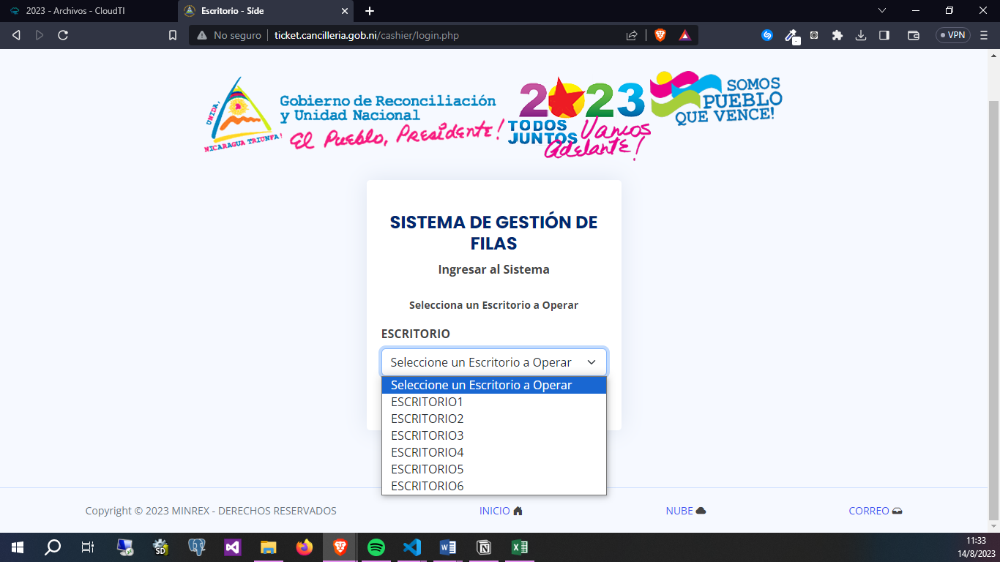 2023 - Archivos - CloudTI
Escritorio - Side
No seguro
ticket.cancilleria.gob.ni/cashier/login.php
VPN
UNIDA,
NICARAGUA TRIUNFA!
Gobierno de Reconciliación
y Unidad Nacional
El Pueblo, Presidente!
2023
TODOS
JUNTOS
Vamos
Adelante!
SOMOS
PUEBLO
QUE VENCE!
SISTEMA DE GESTIÓN DE
FILAS
Ingresar al Sistema
Selecciona un Escritorio a Operar
ESCRITORIO
Seleccione un Escritorio a Operar
Seleccione un Escritorio a Operar
ESCRITORIO1
ESCRITORIO2
ESCRITORIO3
ESCRITORIO4
ESCRITORIO5
ESCRITORIO6
Copyright © 2023 MINREX - DERECHOS RESERVADOS
INICIO
NUBE
CORREO
SD
11:33
14/8/2023